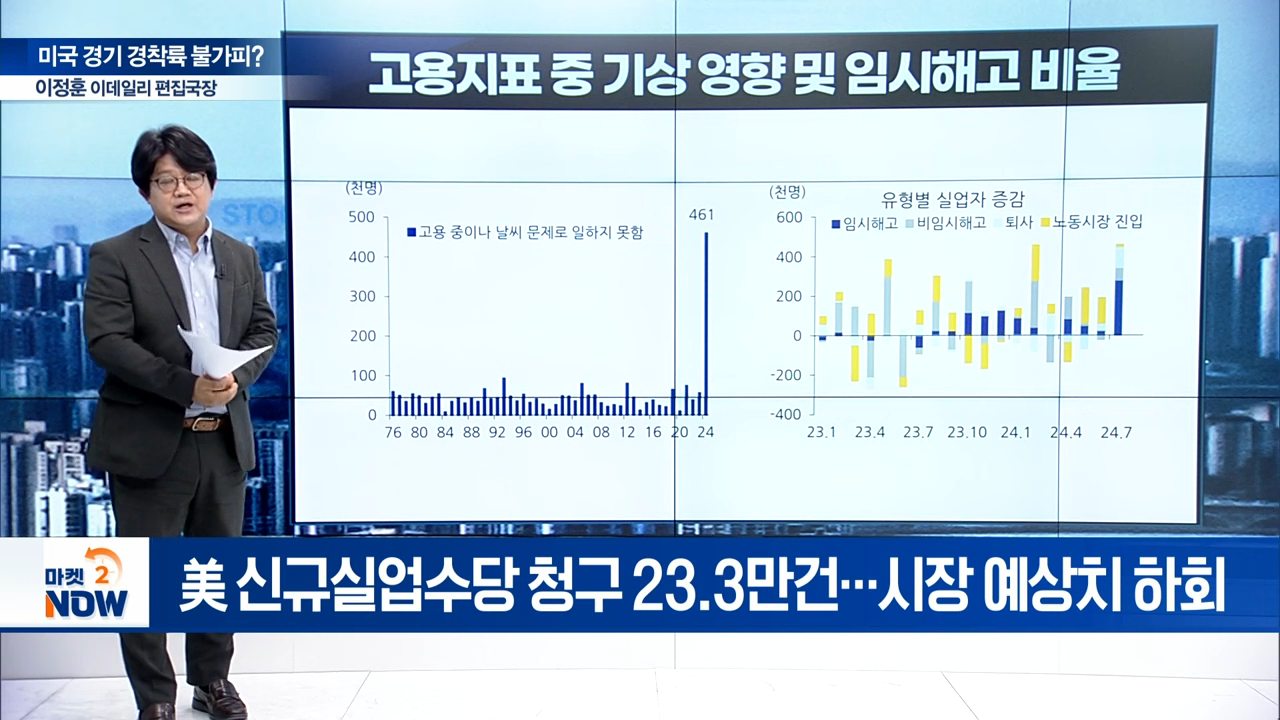 미국 경기 경착륙 불가피?
이정훈 이데일리 편집국장
고용지표 중 기상 영향 및 임시해고 비율
(천명)
461
500
400
300
200
100
0
고용 중이나 날씨 문제로 일하지 못함
76 80 84 88 92 96 00 04 08 12 16 20 24
(천명)
유형별 실업자 증감
임시해고 비임시해고 퇴사 노동시장 진입
600
400
200
0
-200
-400
23.1 23.4 23.7 23.10 24.1 24.4 24.7
STO
마켓 2
NOW
美 신규실업수당 청구 23.3만건…시장 예상치 하회